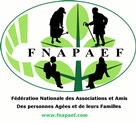 FNAPAEF
Fédération Nationale des Associations et Amis
Des personnes Agées et de leurs Familles
www.fnapaef.com